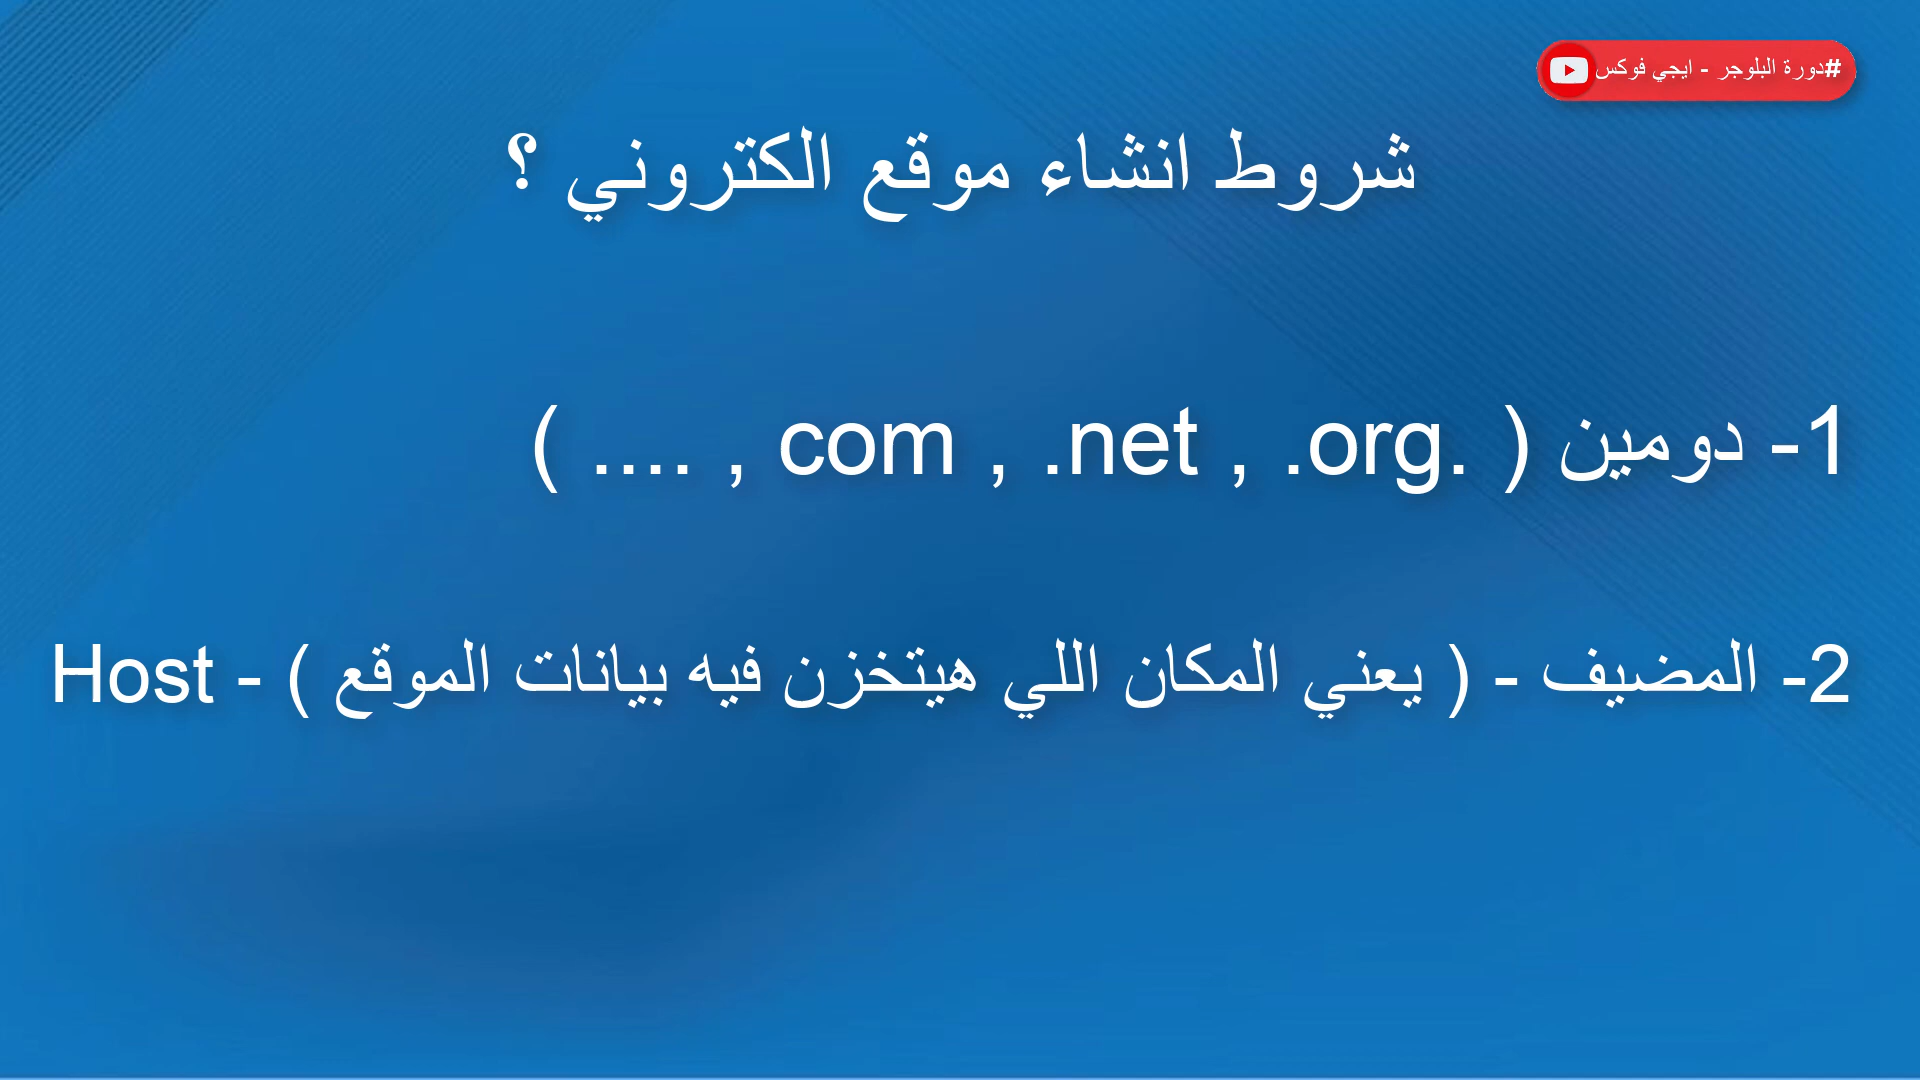 #دورة البلوجر - ايجي فوكس
شروط انشاء موقع الكتروني ؟
1- دومين ( .com , .net , .org , .... )
2- المضيف - ( يعني المكان اللي هيتخزن فيه بيانات الموقع ) - Host